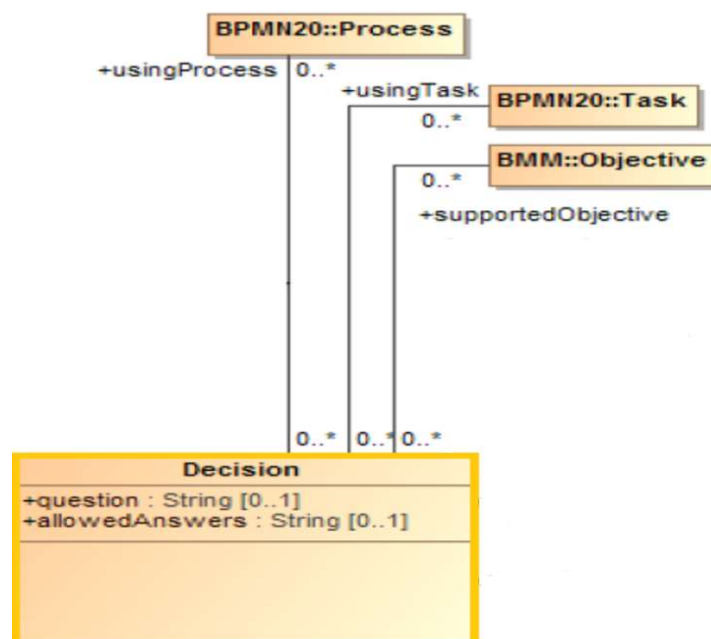 BPMN20::Process
+usingProcess 0..*
+usingTask
BPMN20::Task
0..*
BMM::Objective
0..*
+supportedObjective
0..* 0..* 0..*
Decision
+question : String [0..1]
+allowedAnswers : String [0..1]